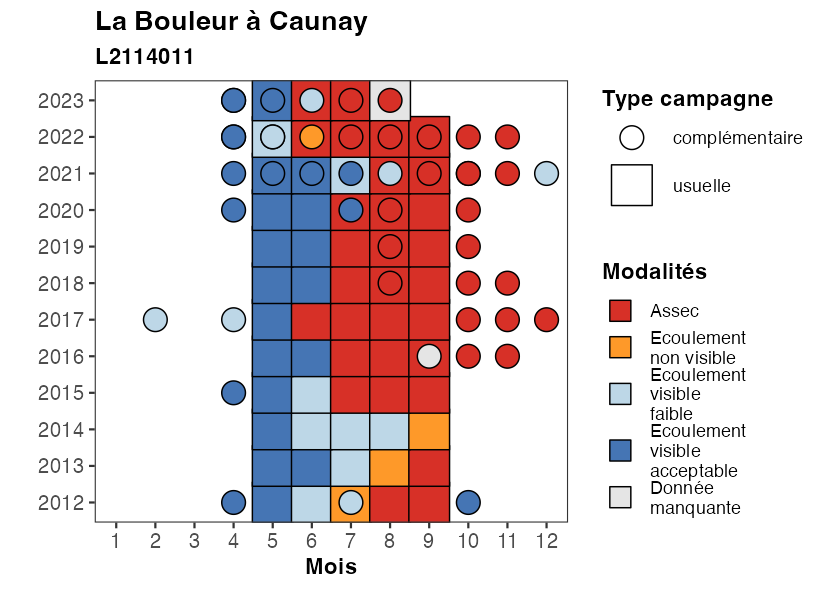 La Bouleur à Caunay
L2114011
2023
2022
2021
2020
2019
2018
2017
2016
2015
2014
2013
2012
1 2 3 4 5 6 7 8 9 10 11 12
Mois
Type campagne
complémentaire
usuelle
Modalités
Assec
Ecoulement
non visible
Ecoulement
visible
faible
Ecoulement
visible
acceptable
Donnée
manquante